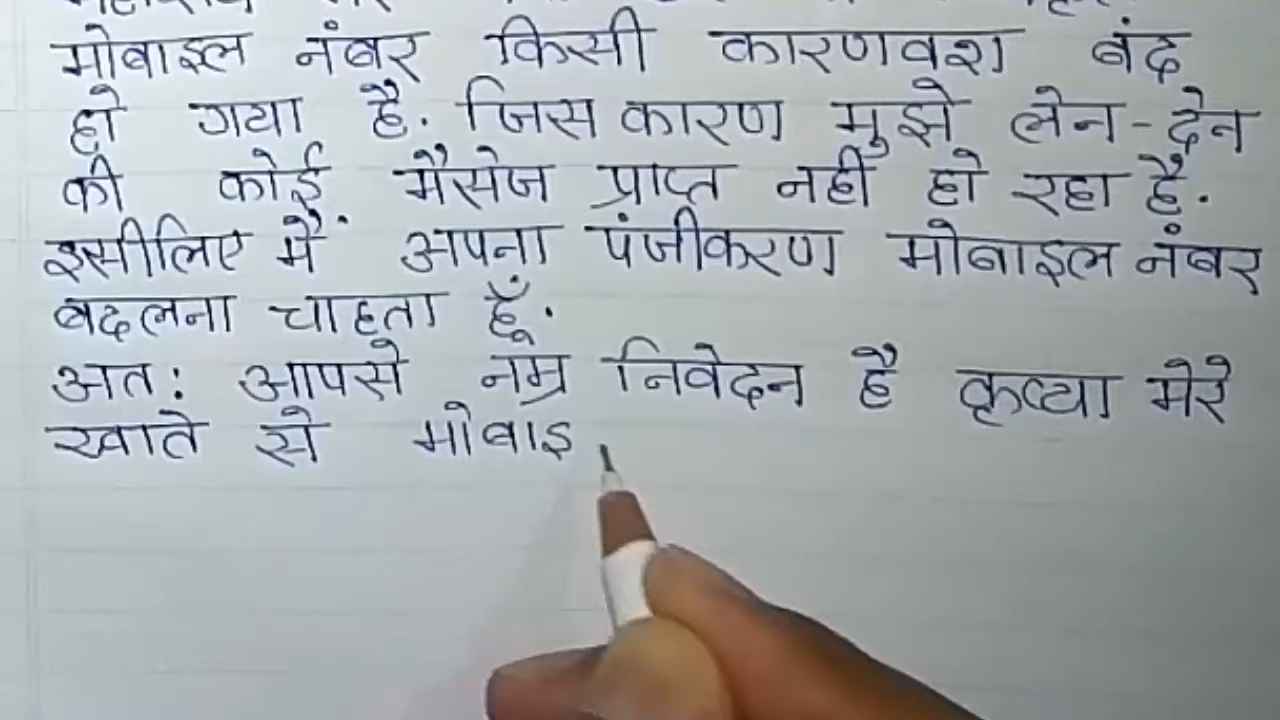 मोबाइल नंबर किसी कारणवश बंद
हो गया है. जिस कारण मुझे लेन-देन
की कोई मैसेज प्राप्त नहीं हो रहा है.
इसीलिए मैं अपना पंजीकरण मोबाइल नंबर
बदलना चाहता हूँ.
अत: आपसे नम्र निवेदन है कृप्या मेरे
खाते से मोबाइ